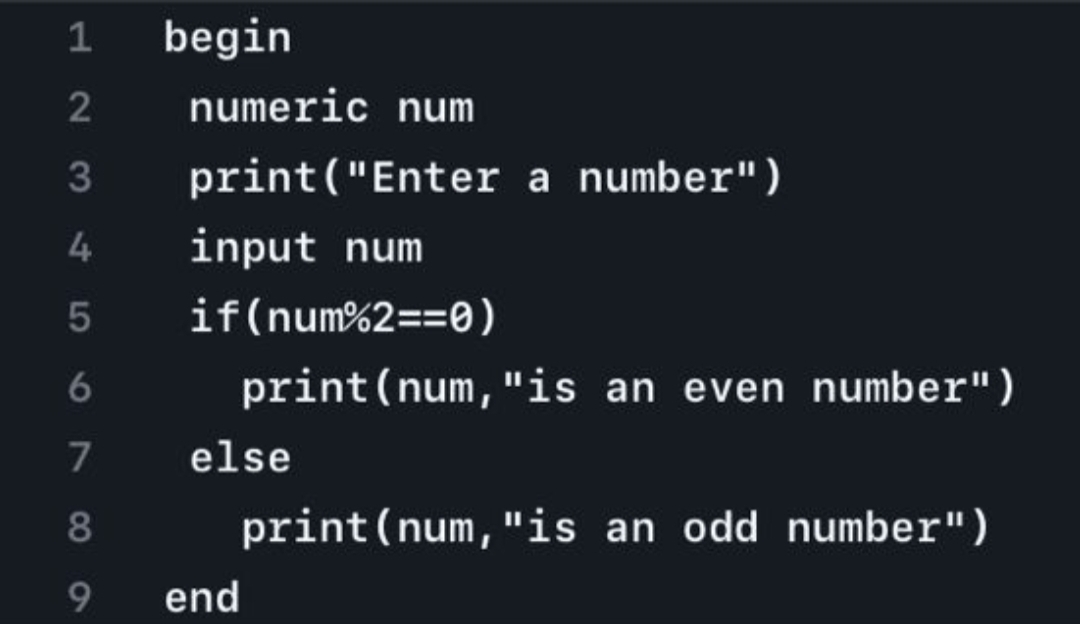 1 begin
2 numeric num
3 print("Enter a number")
4 input num
5 if(num%2==0)
6 print(num,"is an even number")
7 else
8 print(num,"is an odd number")
9 end